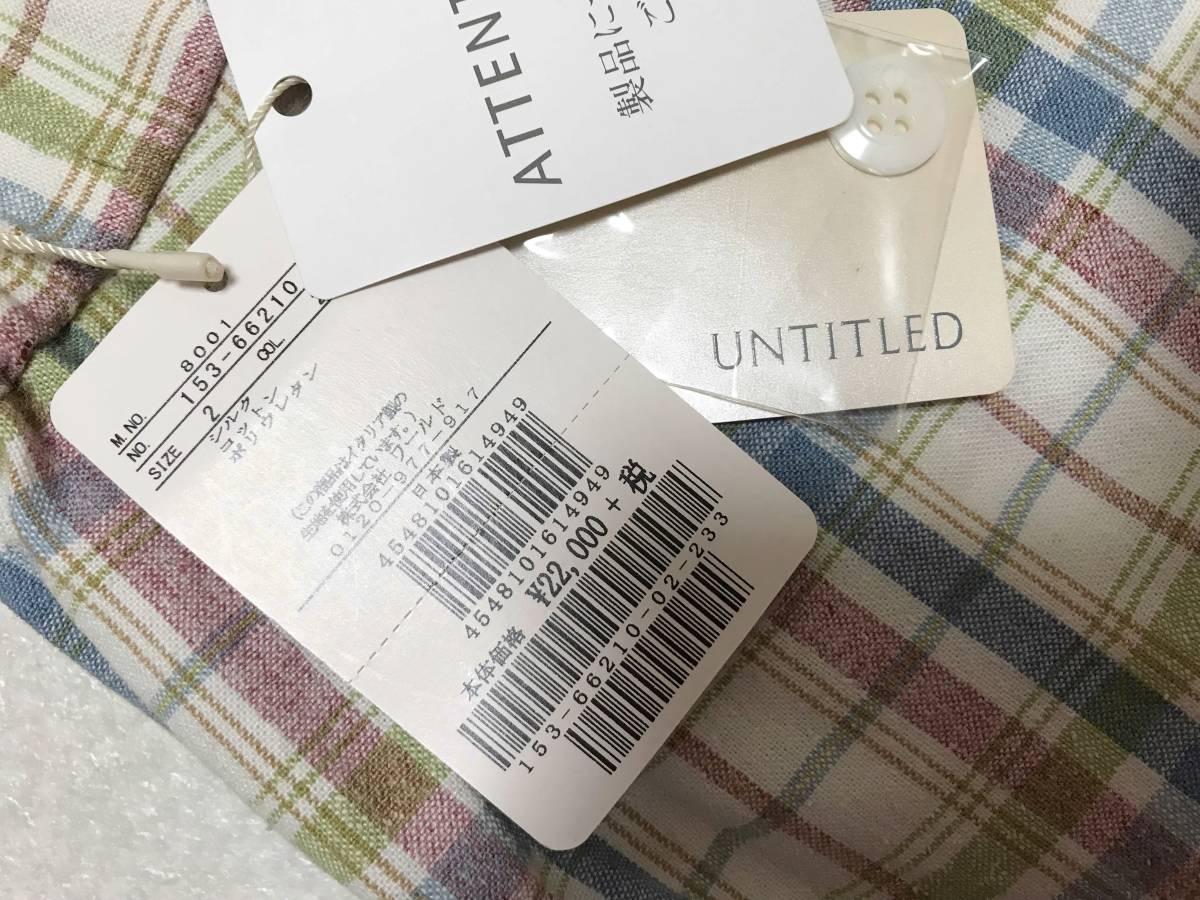 ATTENT
製品に
ご
UNTITLED
M.NO. 8001
NO. 153-66210
SIZE 2 COL
シルク
コットン
ポリウレタン
(この商品はイタリア製の
生地を使用しています。)
株式会社 ワールド
0120-977-917
日本製
4548101614949
4548101614949
本体価格 ¥22,000 + 税
153-66210-02-233